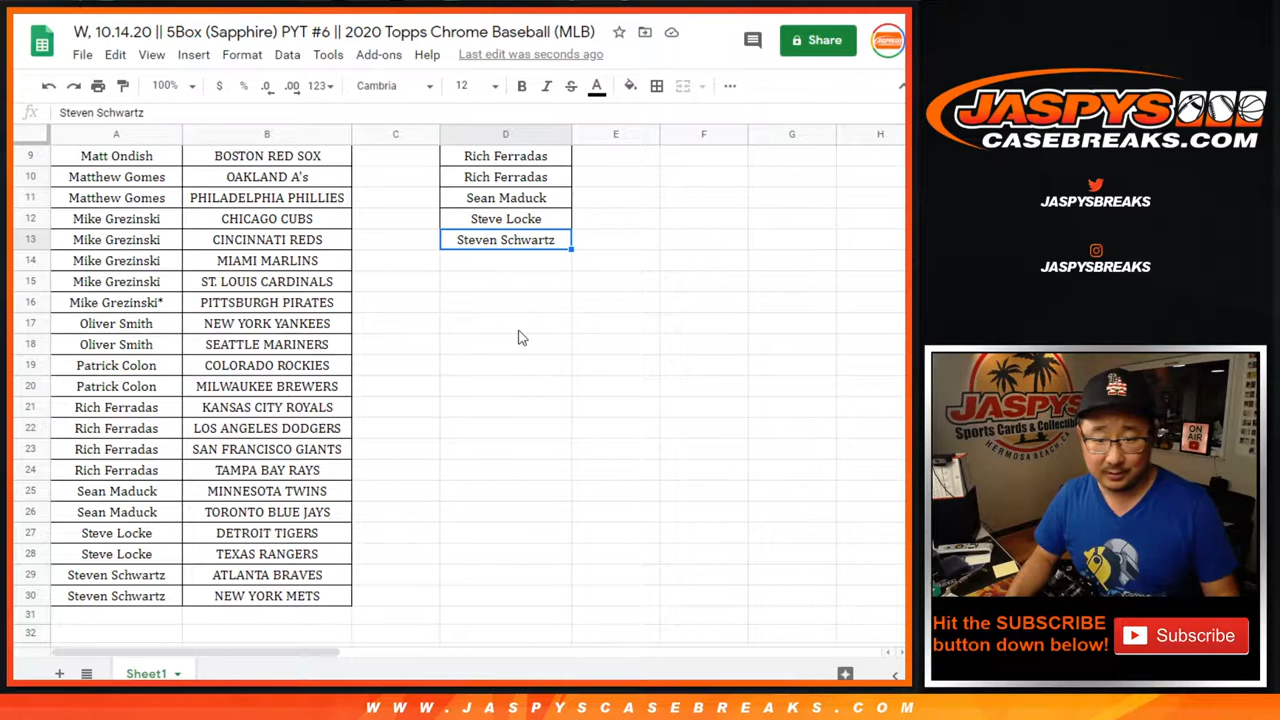 W, 10.14.20 || 5Box (Sapphire) PYT #6 || 2020 Topps Chrome Baseball (MLB)
File Edit View Insert Format Data Tools Add-ons Help Last edit was seconds ago
Share
100% $ % .0 .00 123 Cambria 12 B I S A
fx Steven Schwartz
A B C D E F G H
9 Matt Ondish BOSTON RED SOX Rich Ferradas
10 Matthew Gomes OAKLAND A's Rich Ferradas
11 Matthew Gomes PHILADELPHIA PHILLIES Sean Maduck
12 Mike Grezinski CHICAGO CUBS Steve Locke
13 Mike Grezinski CINCINNATI REDS Steven Schwartz
14 Mike Grezinski MIAMI MARLINS
15 Mike Grezinski ST. LOUIS CARDINALS
16 Mike Grezinski* PITTSBURGH PIRATES
17 Oliver Smith NEW YORK YANKEES
18 Oliver Smith SEATTLE MARINERS
19 Patrick Colon COLORADO ROCKIES
20 Patrick Colon MILWAUKEE BREWERS
21 Rich Ferradas KANSAS CITY ROYALS
22 Rich Ferradas LOS ANGELES DODGERS
23 Rich Ferradas SAN FRANCISCO GIANTS
24 Rich Ferradas TAMPA BAY RAYS
25 Sean Maduck MINNESOTA TWINS
26 Sean Maduck TORONTO BLUE JAYS
27 Steve Locke DETROIT TIGERS
28 Steve Locke TEXAS RANGERS
29 Steven Schwartz ATLANTA BRAVES
30 Steven Schwartz NEW YORK METS
31
32
Sheet1
JASPYS
CASEBREAKS.COM
JASPYSBREAKS
JASPYSBREAKS
JASPYS
Sports Cards & Collectibl
HERMOSA BEACH, CA
ON
AIR
Hit the SUBSCRIBE
button down below!
Subscribe
WWW.JASPYSCASEBREAKS.COM